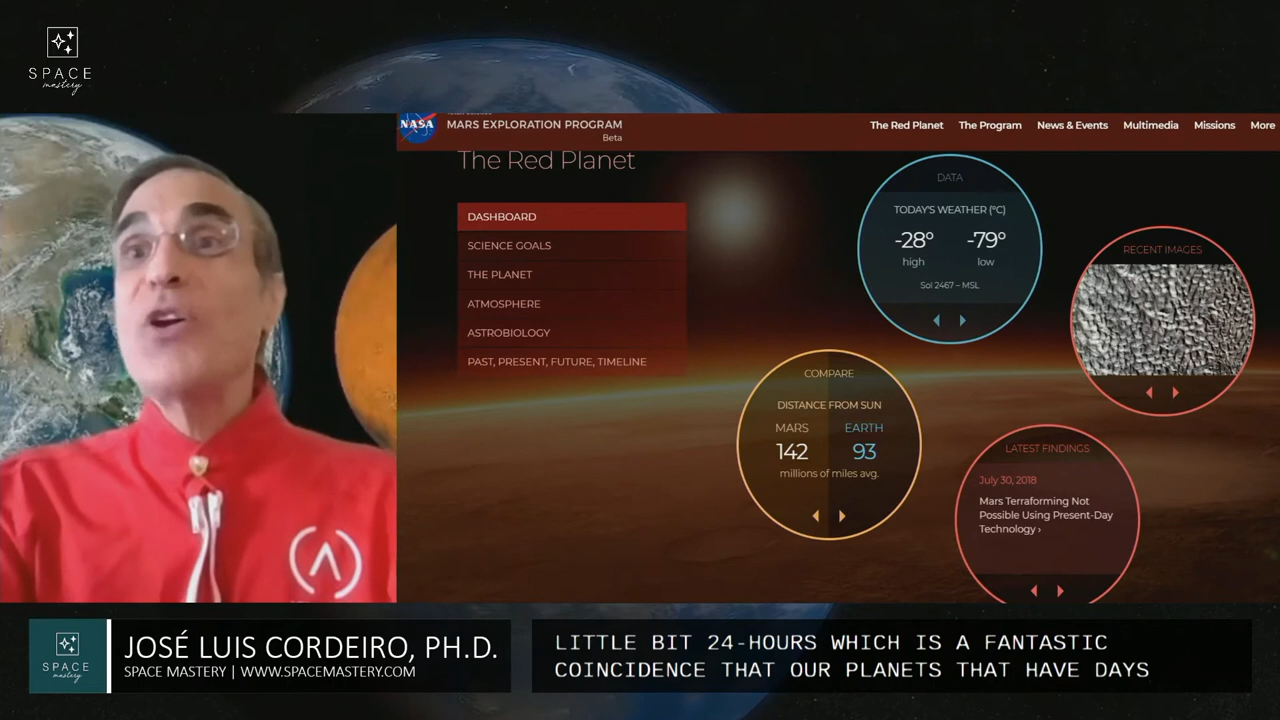 SPACE
mastery
NASA
MARS EXPLORATION PROGRAM
Beta
The Red Planet
The Program
News & Events
Multimedia
Missions
More
The Red Planet
DASHBOARD
SCIENCE GOALS
THE PLANET
ATMOSPHERE
ASTROBIOLOGY
PAST, PRESENT, FUTURE, TIMELINE
DATA
TODAY'S WEATHER (°C)
-28° -79°
high low
Sol 2467 – MSL
RECENT IMAGES
COMPARE
DISTANCE FROM SUN
MARS EARTH
142 93
millions of miles avg.
LATEST FINDINGS
July 30, 2018
Mars Terraforming Not
Possible Using Present-Day
Technology ›
SPACE
mastery
JOSÉ LUIS CORDEIRO, PH.D.
SPACE MASTERY | WWW.SPACEMASTERY.COM
LITTLE BIT 24-HOURS WHICH IS A FANTASTIC
COINCIDENCE THAT OUR PLANETS THAT HAVE DAYS